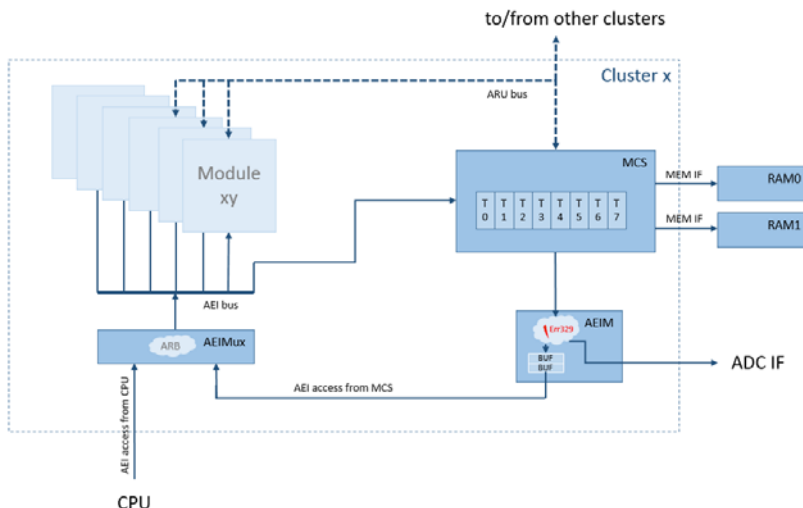 to/from other clusters
Cluster x
ARU bus
Module
xy
MCS
T T T T T T T T
0 1 2 3 4 5 6 7
MEM IF
RAM0
MEM IF
RAM1
AEI bus
ARB
AEIMux
AEIM
Err329
BUF
BUF
ADC IF
AEI access from MCS
AEI access from CPU
CPU